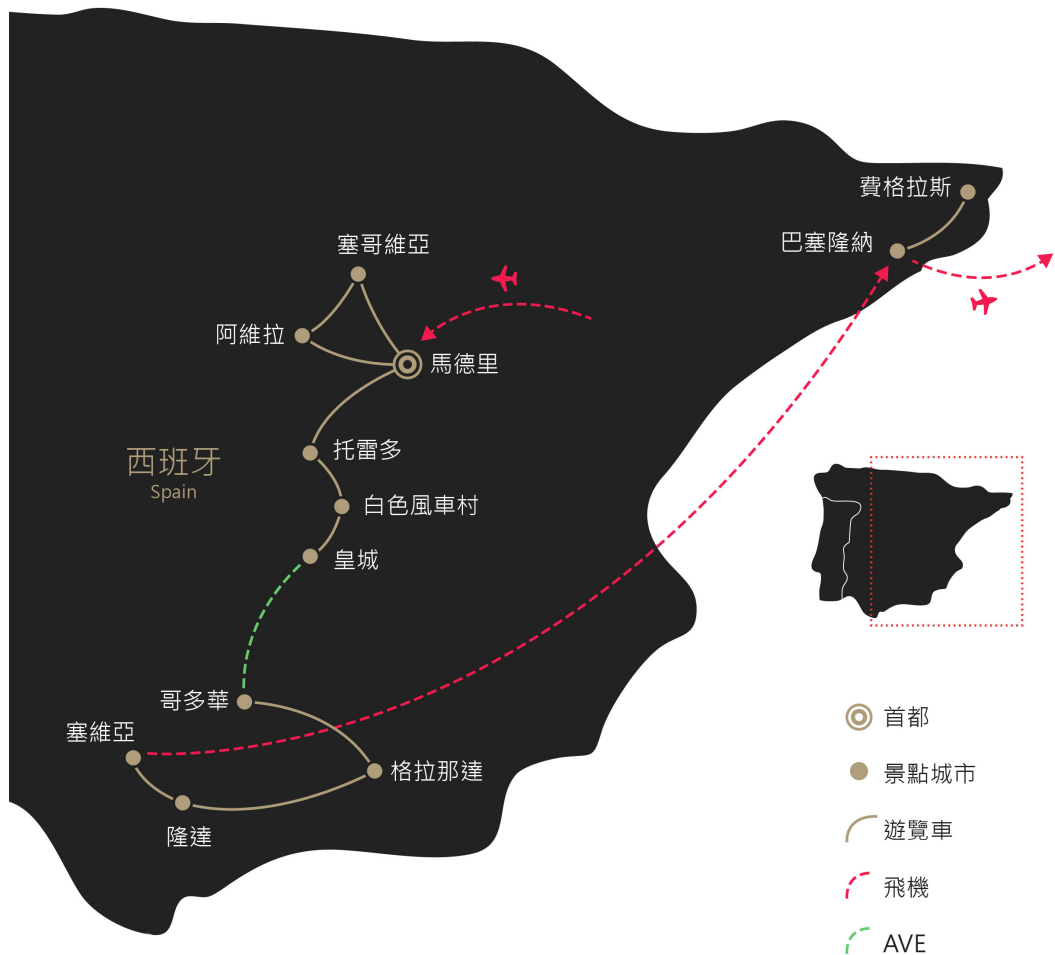 費格拉斯
巴塞隆納
塞哥維亞
阿維拉
馬德里
托雷多
西班牙
Spain
白色風車村
皇城
哥多華
塞維亞
格拉那達
隆達
首都
景點城市
遊覽車
飛機
AVE